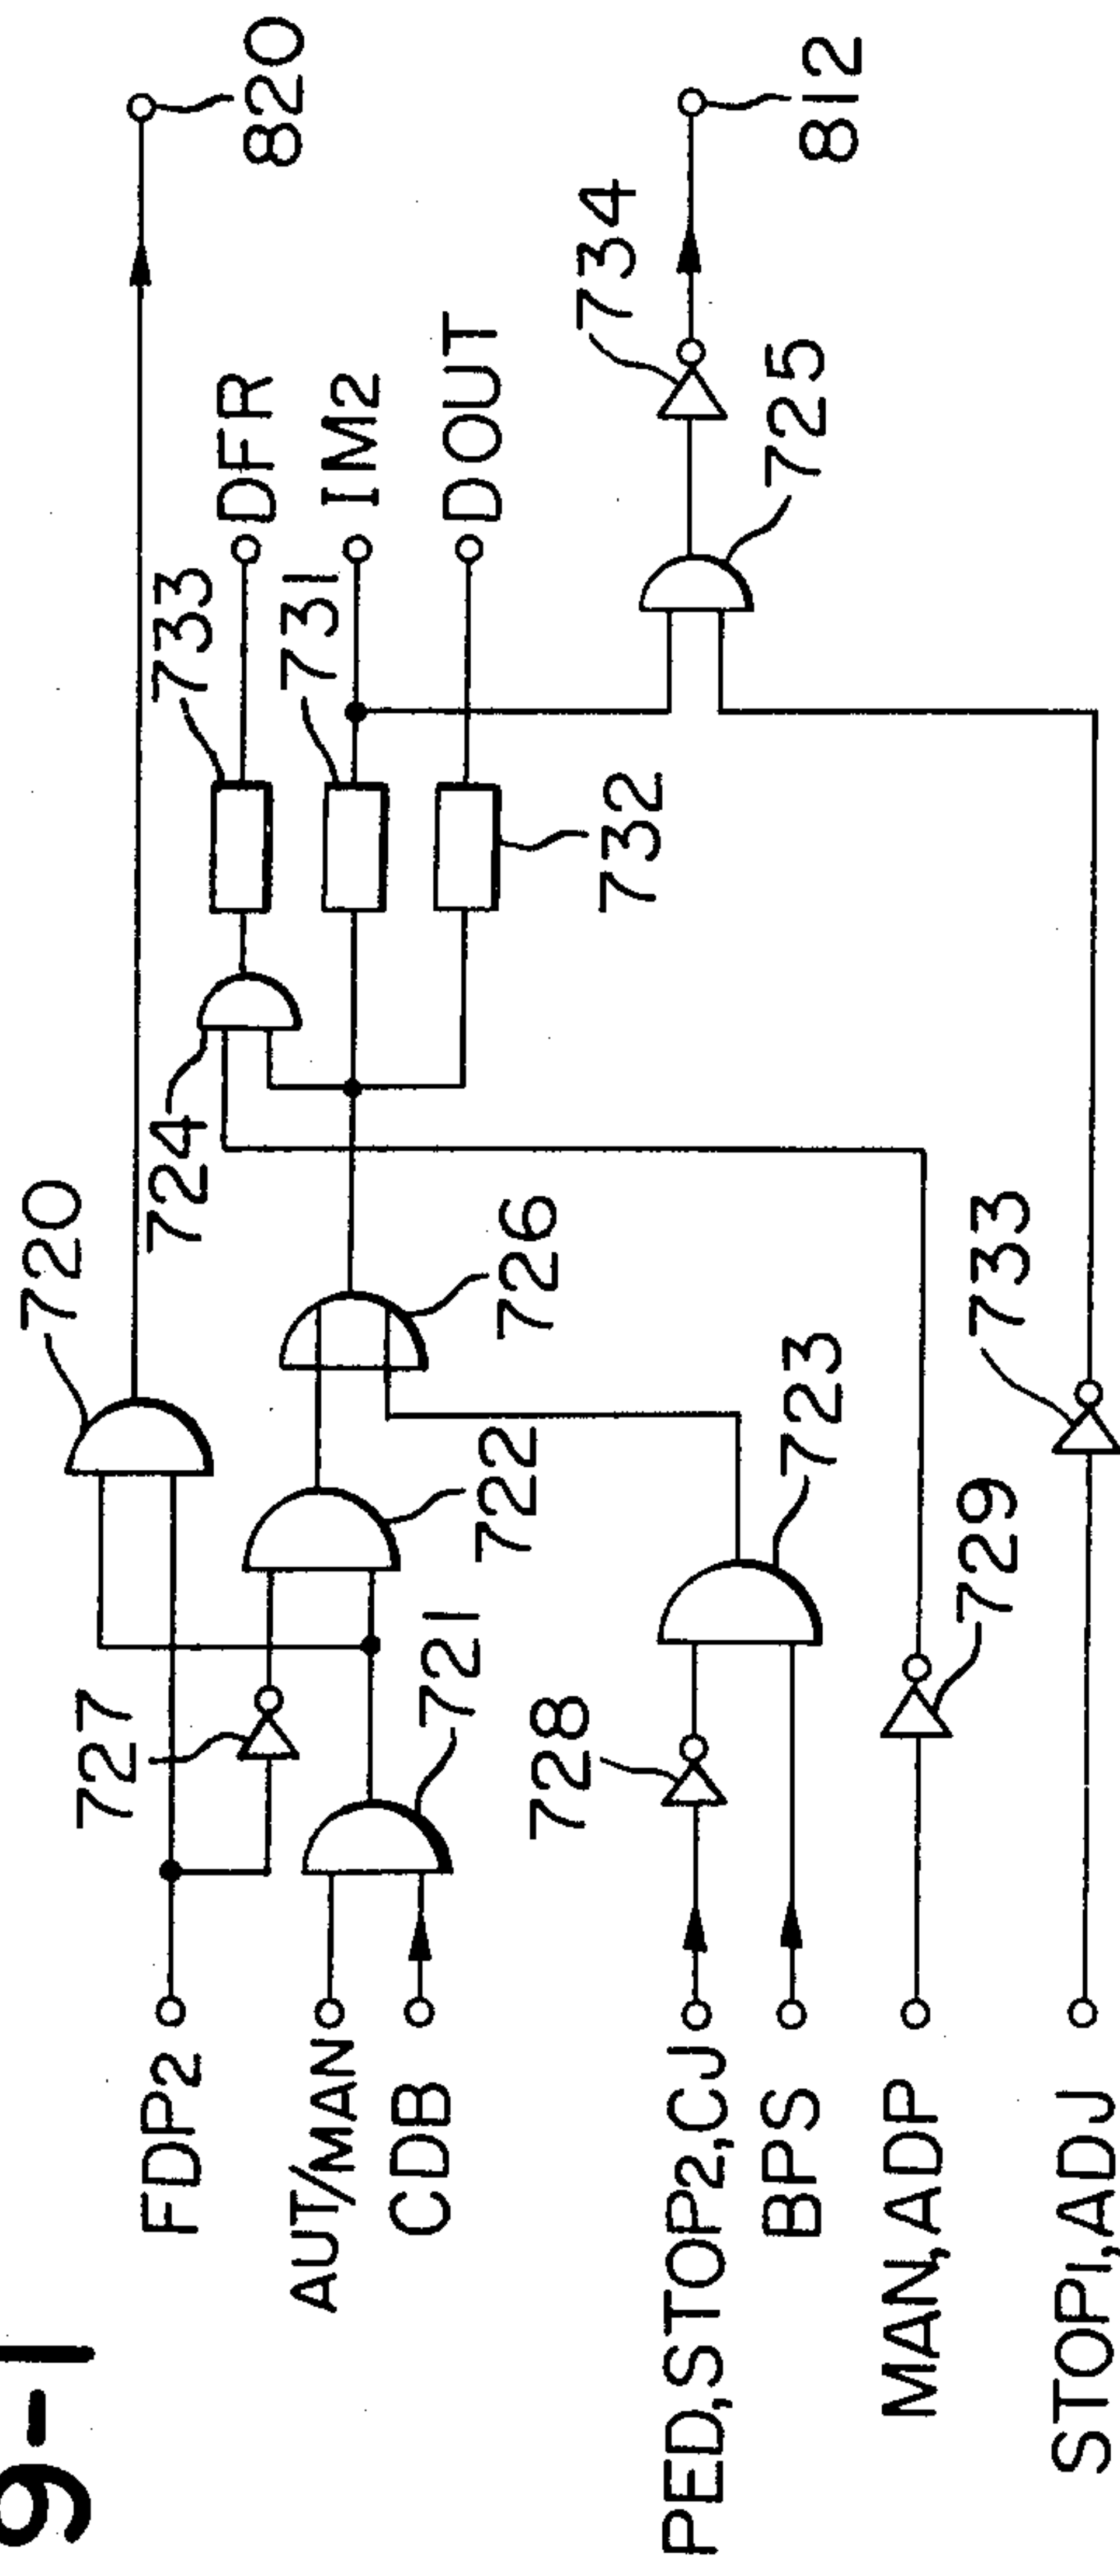 9-1
720
820
727
724
733
DFR
FDP2
731
IM2
AUT/MAN
721
722
726
732
DOUT
CDB
734
728
723
725
812
PED,STOP2,CJ
BPS
MAN,ADP
729
733
STOP1,ADJ